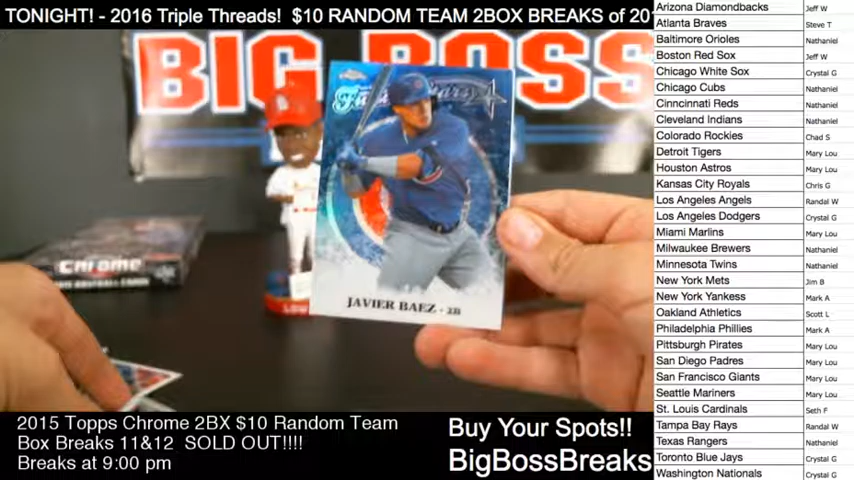 TONIGHT! - 2016 Triple Threads!  $10 RANDOM TEAM 2BOX BREAKS of 20
BIG BOSS
JAVIER BAEZ - 2B
Chrome
2015 Topps Chrome 2BX $10 Random Team
Box Breaks 11&12  SOLD OUT!!!!
Breaks at 9:00 pm
Buy Your Spots!!
BigBossBreaks
Arizona Diamondbacks Jeff W
Atlanta Braves Steve T
Baltimore Orioles Nathaniel
Boston Red Sox Jeff W
Chicago White Sox Crystal G
Chicago Cubs Nathaniel
Cinncinnati Reds Nathaniel
Cleveland Indians Nathaniel
Colorado Rockies Chad S
Detroit Tigers Mary Lou
Houston Astros Mary Lou
Kansas City Royals Chris G
Los Angeles Angels Randal W
Los Angeles Dodgers Crystal G
Miami Marlins Mary Lou
Milwaukee Brewers Nathaniel
Minnesota Twins Nathaniel
New York Mets Jim B
New York Yankess Mark A
Oakland Athletics Scott L
Philadelphia Phillies Mark A
Pittsburgh Pirates Mary Lou
San Diego Padres Mary Lou
San Francisco Giants Mary Lou
Seattle Mariners Mary Lou
St. Louis Cardinals Seth F
Tampa Bay Rays Randal W
Texas Rangers Nathaniel
Toronto Blue Jays Crystal G
Washington Nationals Crystal G